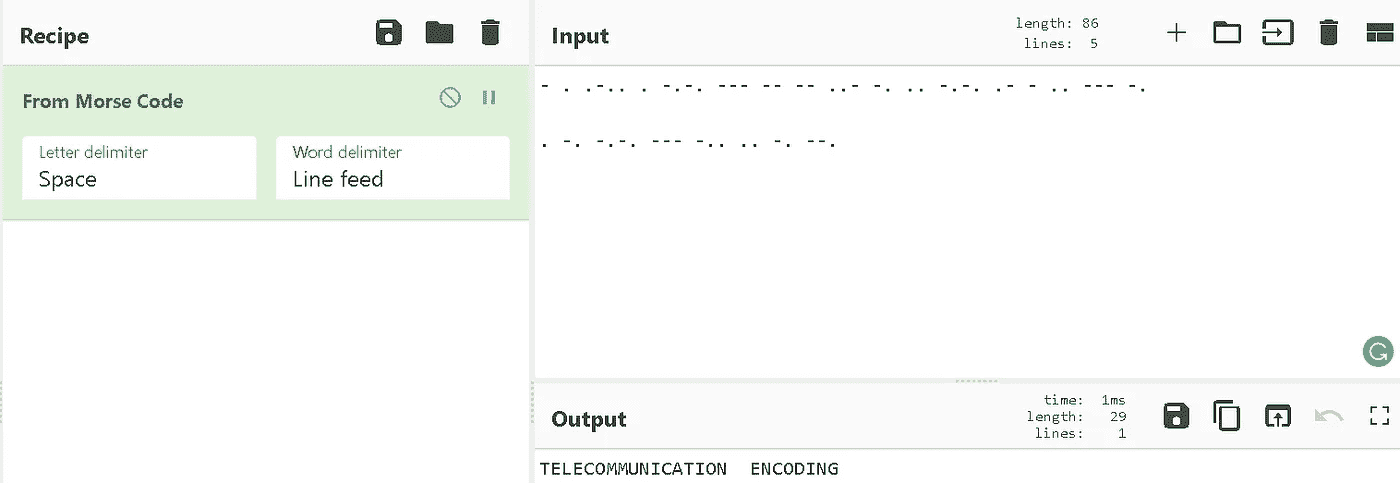 Recipe
From Morse Code
Letter delimiter
Space
Word delimiter
Line feed
Input
length: 86
lines: 5
- . .-.. . -.-. --- -- -- ..- -. .. -.-. .- - .. --- -.
. -. -.-. --- -.. .. -. --.
Output
time: 1ms
length: 29
lines: 1
TELECOMMUNICATION  ENCODING